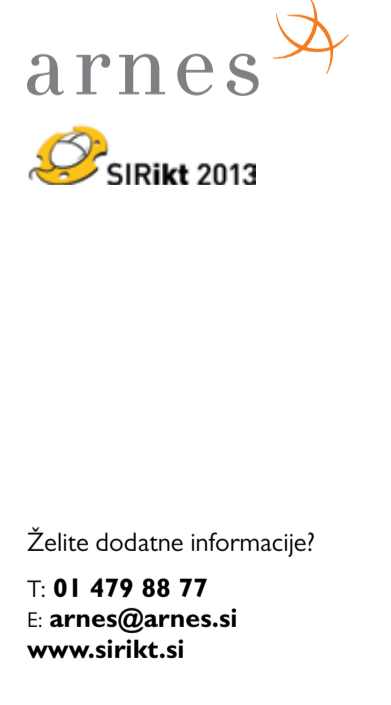 arnes
SIRikt 2013
Želite dodatne informacije?
T: 01 479 88 77
E: arnes@arnes.si
www.sirikt.si